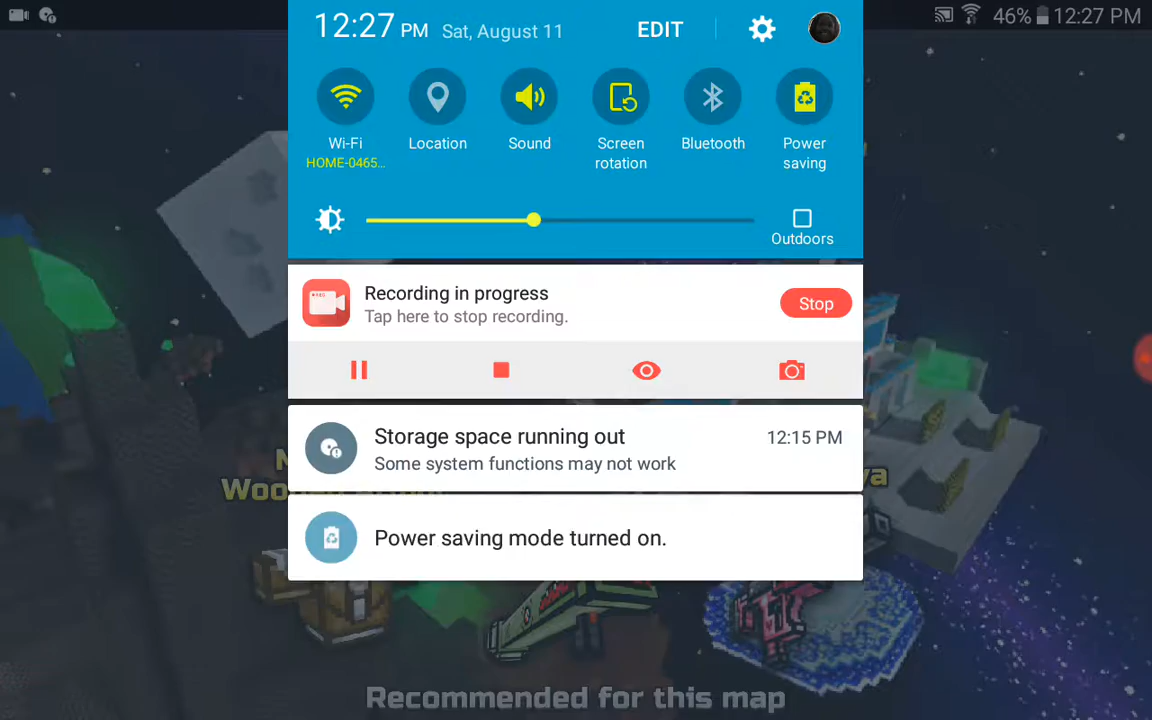 46% 12:27 PM
12:27 PM Sat, August 11 EDIT
Wi-Fi
HOME-0465...
Location
Sound
Screen
rotation
Bluetooth
Power
saving
Outdoors
Recording in progress
Tap here to stop recording.
Stop
Storage space running out 12:15 PM
Some system functions may not work
Power saving mode turned on.
Recommended for this map